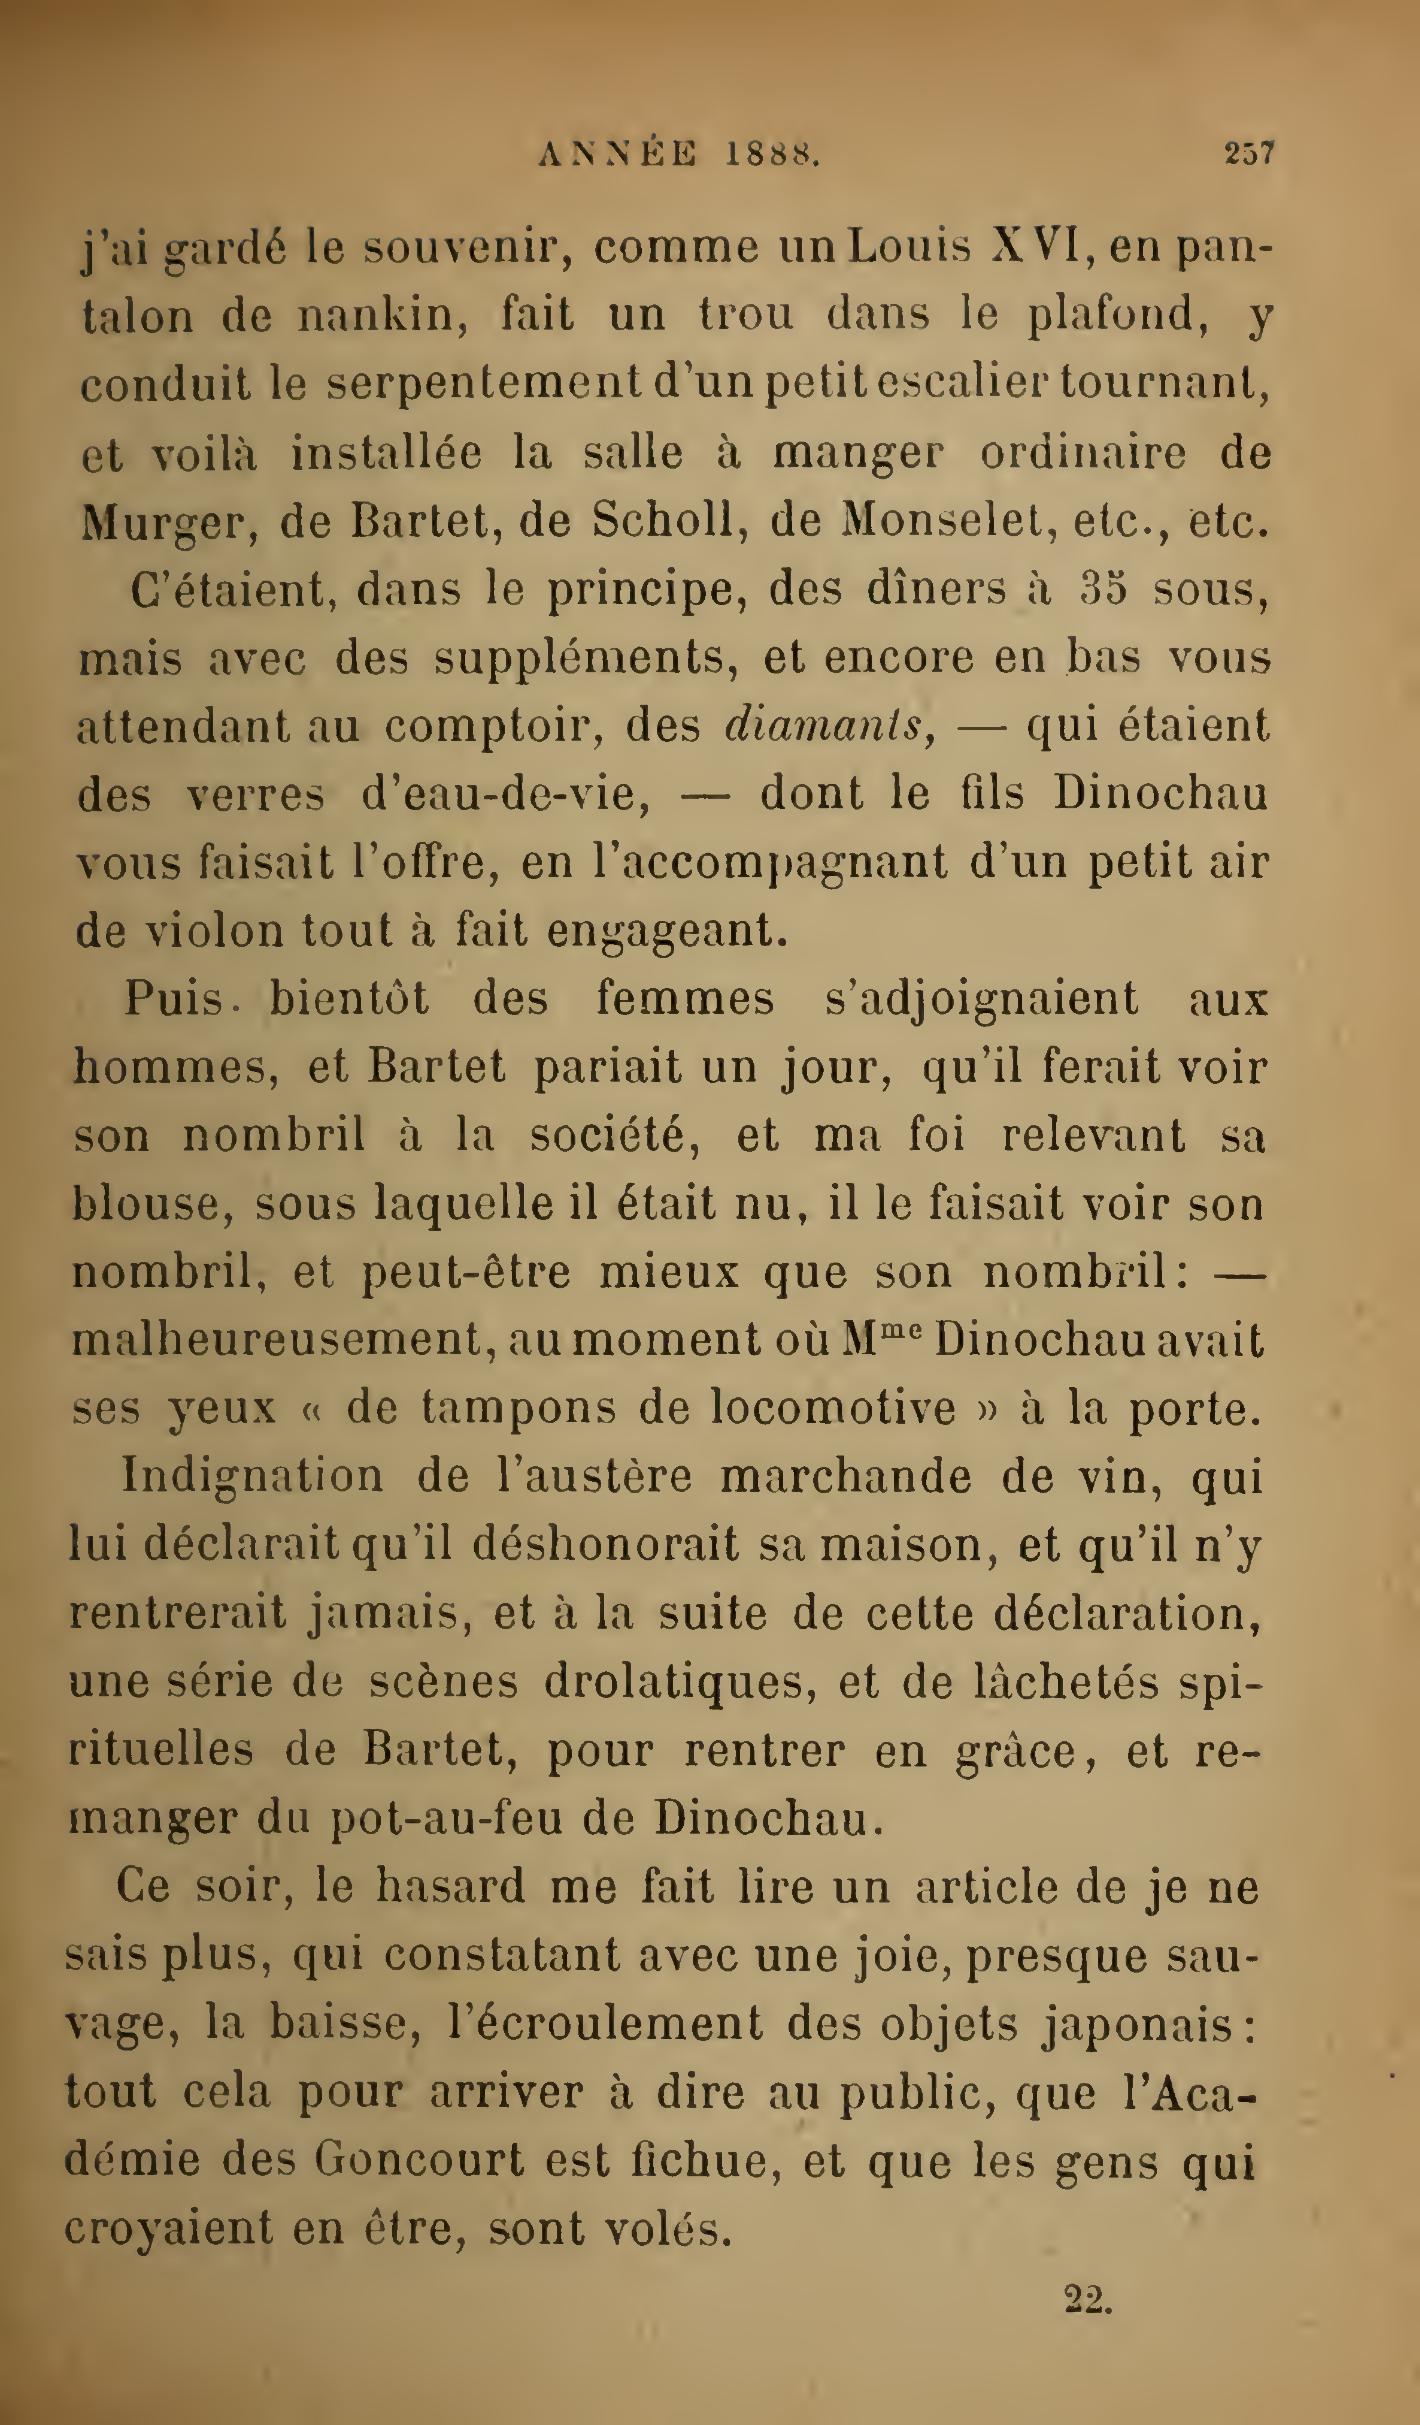 ANNÉE 1888. 257
j'ai gardé le souvenir, comme un Louis XVI, en pan-
talon de nankin, fait un trou dans le plafond, y
conduit le serpentement d'un petit escalier tournant,
et voilà installée la salle à manger ordinaire de
Murger, de Bartet, de Scholl, de Monselet, etc., etc.
C'étaient, dans le principe, des dîners à 35 sous,
mais avec des suppléments, et encore en bas vous
attendant au comptoir, des diamants, — qui étaient
des verres d'eau-de-vie, — dont le fils Dinochau
vous faisait l'offre, en l'accompagnant d'un petit air
de violon tout à fait engageant.
Puis. bientôt des femmes s'adjoignaient aux
hommes, et Bartet pariait un jour, qu'il ferait voir
son nombril à la société, et ma foi relevant sa
blouse, sous laquelle il était nu, il le faisait voir son
nombril, et peut-être mieux que son nombril: —
malheureusement, au moment où Mme Dinochau avait
ses yeux « de tampons de locomotive » à la porte.
Indignation de l'austère marchande de vin, qui
lui déclarait qu'il déshonorait sa maison, et qu'il n'y
rentrerait jamais, et à la suite de cette déclaration,
une série de scènes drolatiques, et de lâchetés spi-
rituelles de Bartet, pour rentrer en grâce, et re-
manger du pot-au-feu de Dinochau.
Ce soir, le hasard me fait lire un article de je ne
sais plus, qui constatant avec une joie, presque sau-
vage, la baisse, l'écroulement des objets japonais:
tout cela pour arriver à dire au public, que l'Aca-
démie des Goncourt est fichue, et que les gens qui
croyaient en être, sont volés.
22.